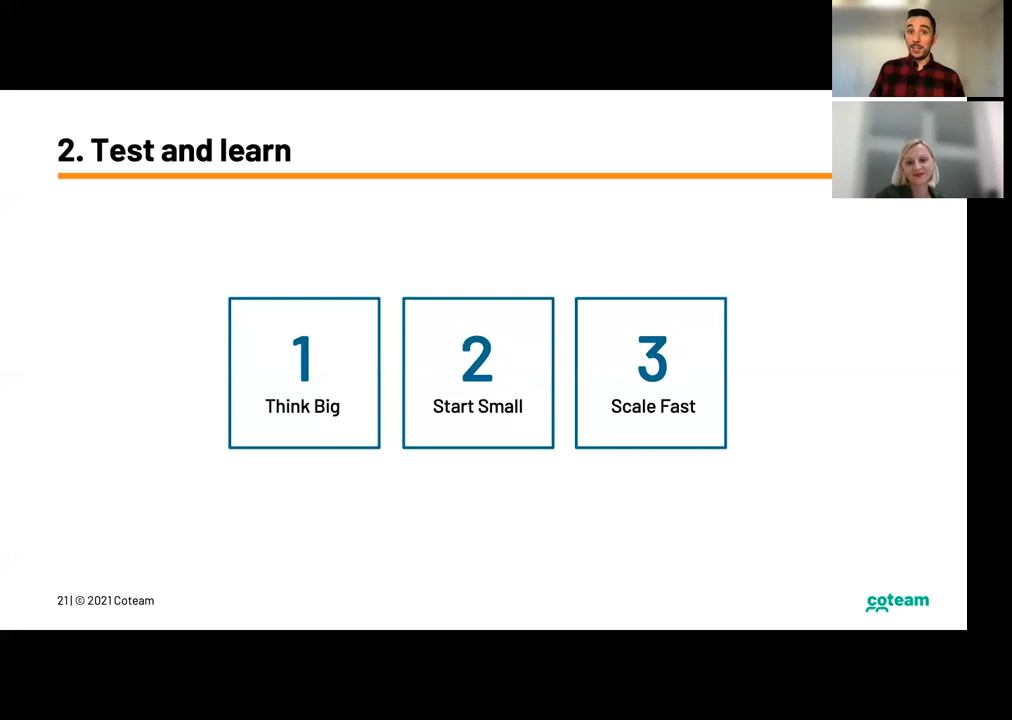 2. Test and learn
1
Think Big
2
Start Small
3
Scale Fast
21 | © 2021 Coteam
coteam